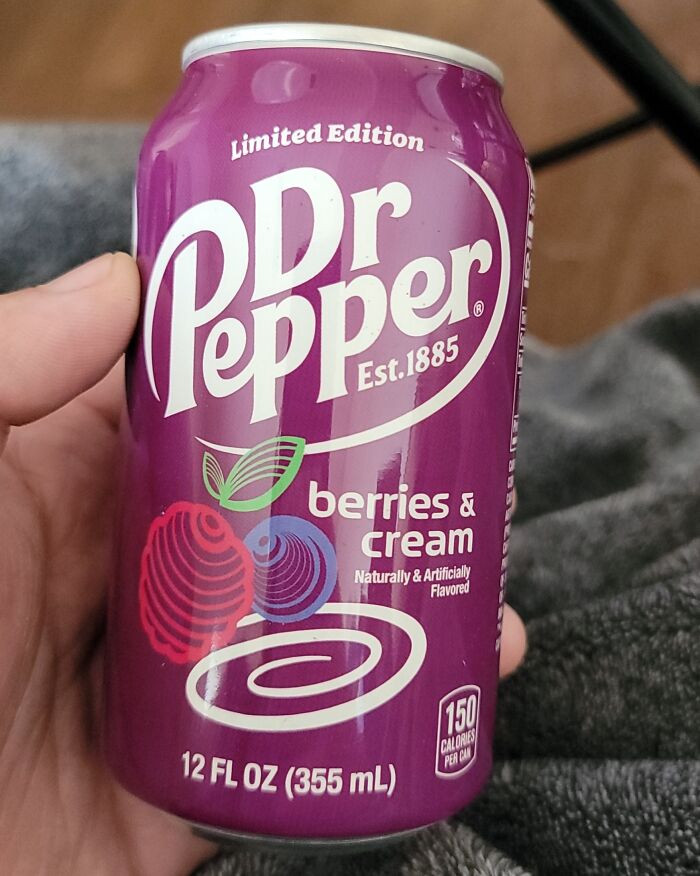 Limited Edition
Dr
Pepper®
Est.1885
berries &
cream
Naturally & Artificially
Flavored
150
CALORIES
PER CAN
12 FL OZ (355 mL)